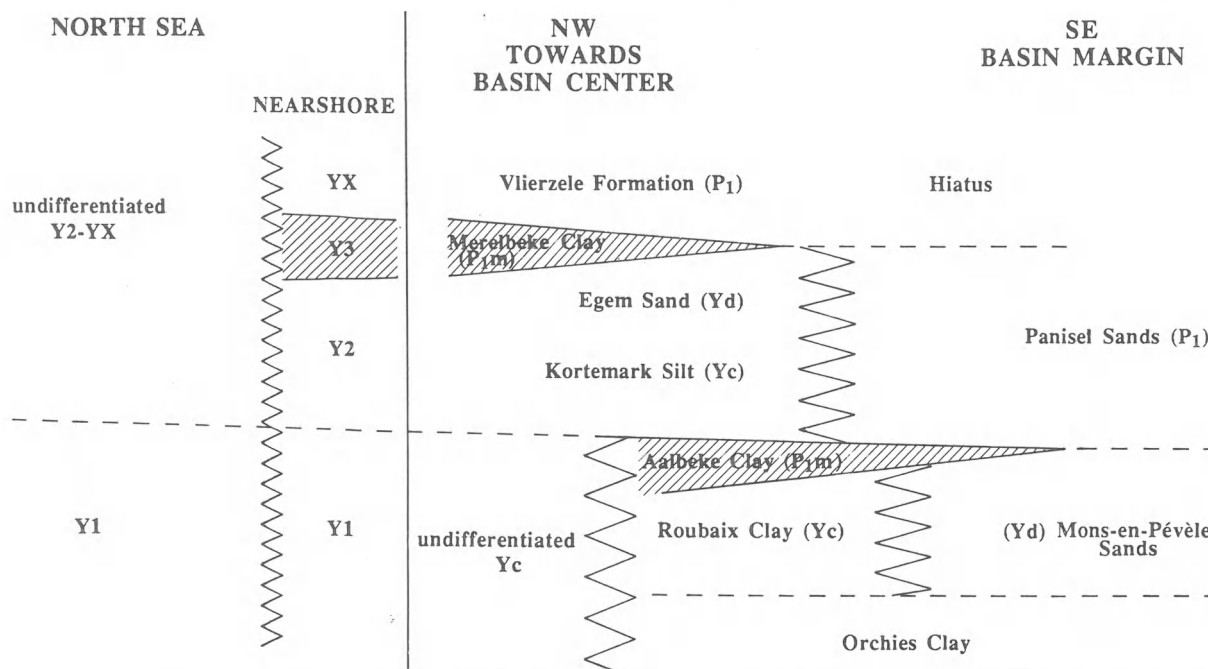 NORTH SEA
NW
TOWARDS
BASIN CENTER
SE
BASIN MARGIN
NEARSHORE
undifferentiated
Y2-YX
YX
Vlierzele Formation (P1)
Hiatus
Y3
Merelbeke Clay
(P1m)
Egem Sand (Yd)
Y2
Kortemark Silt (Yc)
Panisel Sands (P1)
Aalbeke Clay (P1m)
Y1
Y1
undifferentiated
Yc
Roubaix Clay (Yc)
(Yd) Mons-en-Pévèle
Sands
Orchies Clay